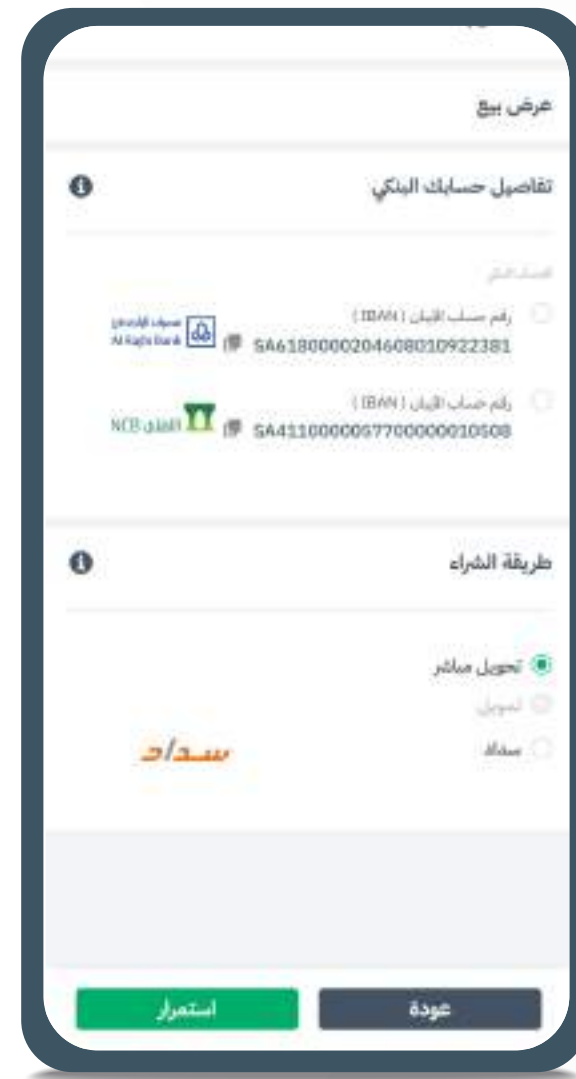 عرض بيع
تفاصيل حسابك البنكي
رقم حساب الآيبان ( IBAN )
SA6180000204608010922381
مصرف الراجحي
Al Rajhi Bank
رقم حساب الآيبان ( IBAN )
SA4110000057700000010508
الأهلي NCB
طريقة الشراء
تحويل مباشر
تمويل
سداد
سداد
عودة
استمرار